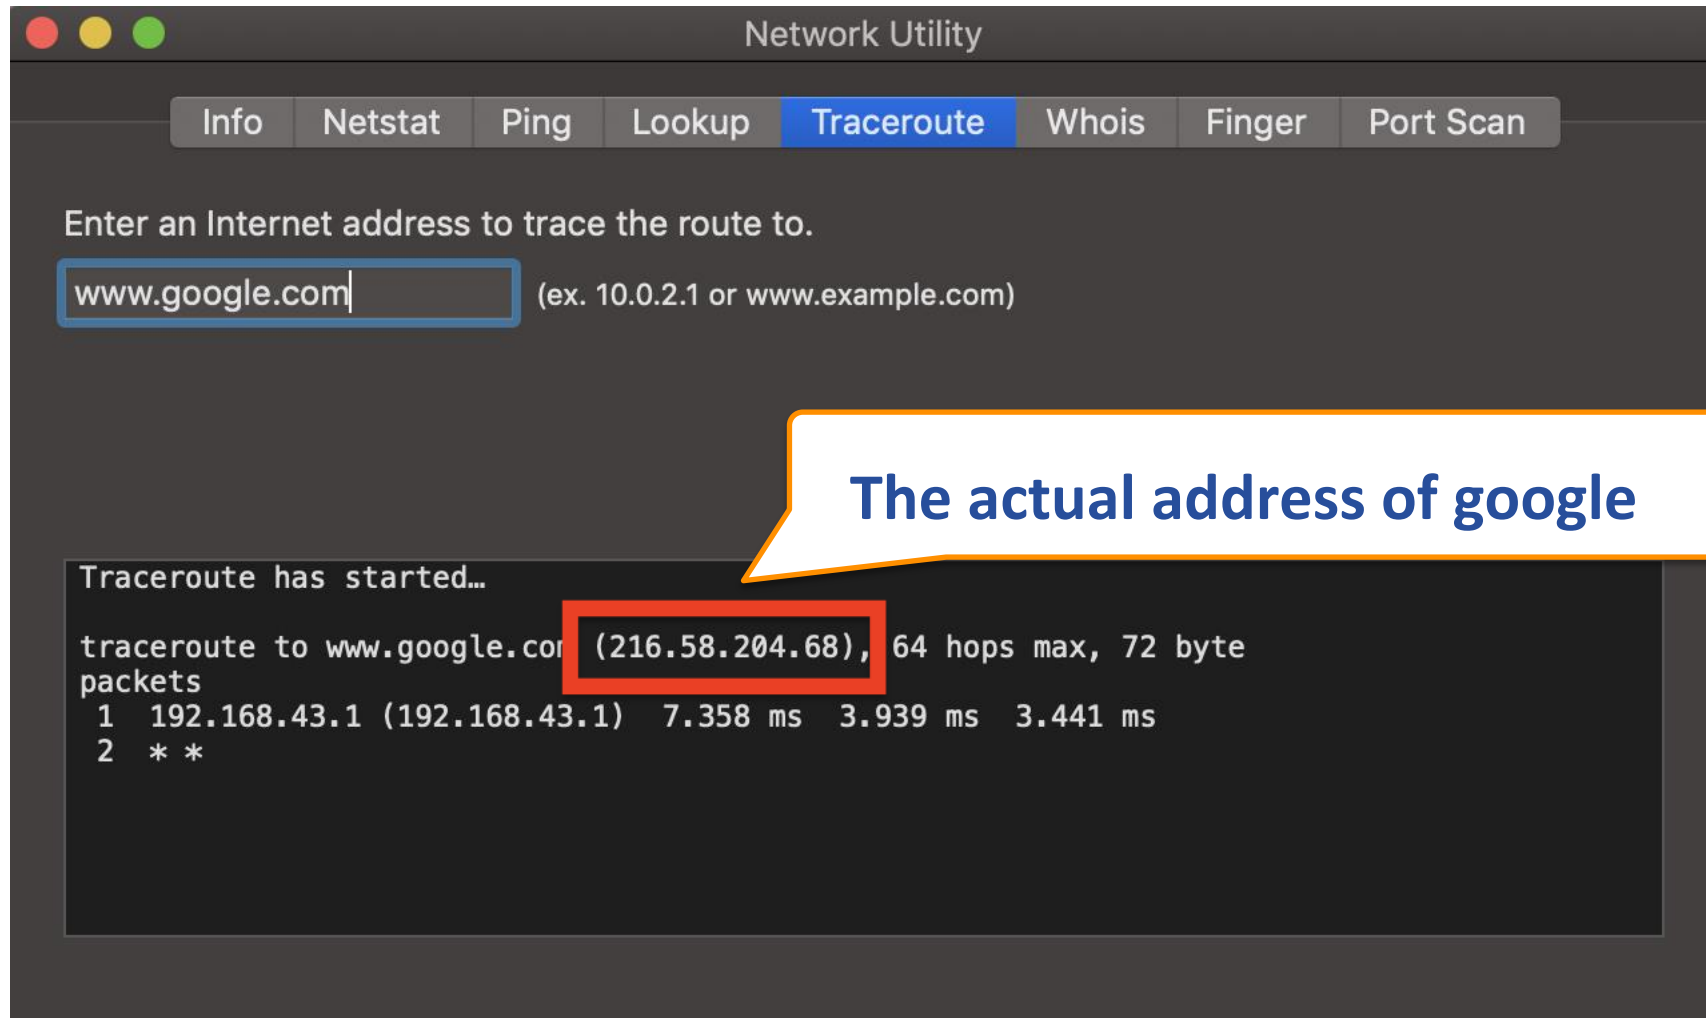 Network Utility
Info Netstat Ping Lookup Traceroute Whois Finger Port Scan
Enter an Internet address to trace the route to.
www.google.com (ex. 10.0.2.1 or www.example.com)
The actual address of google
Traceroute has started…
traceroute to www.google.com (216.58.204.68), 64 hops max, 72 byte
packets
1 192.168.43.1 (192.168.43.1) 7.358 ms 3.939 ms 3.441 ms
2 * *